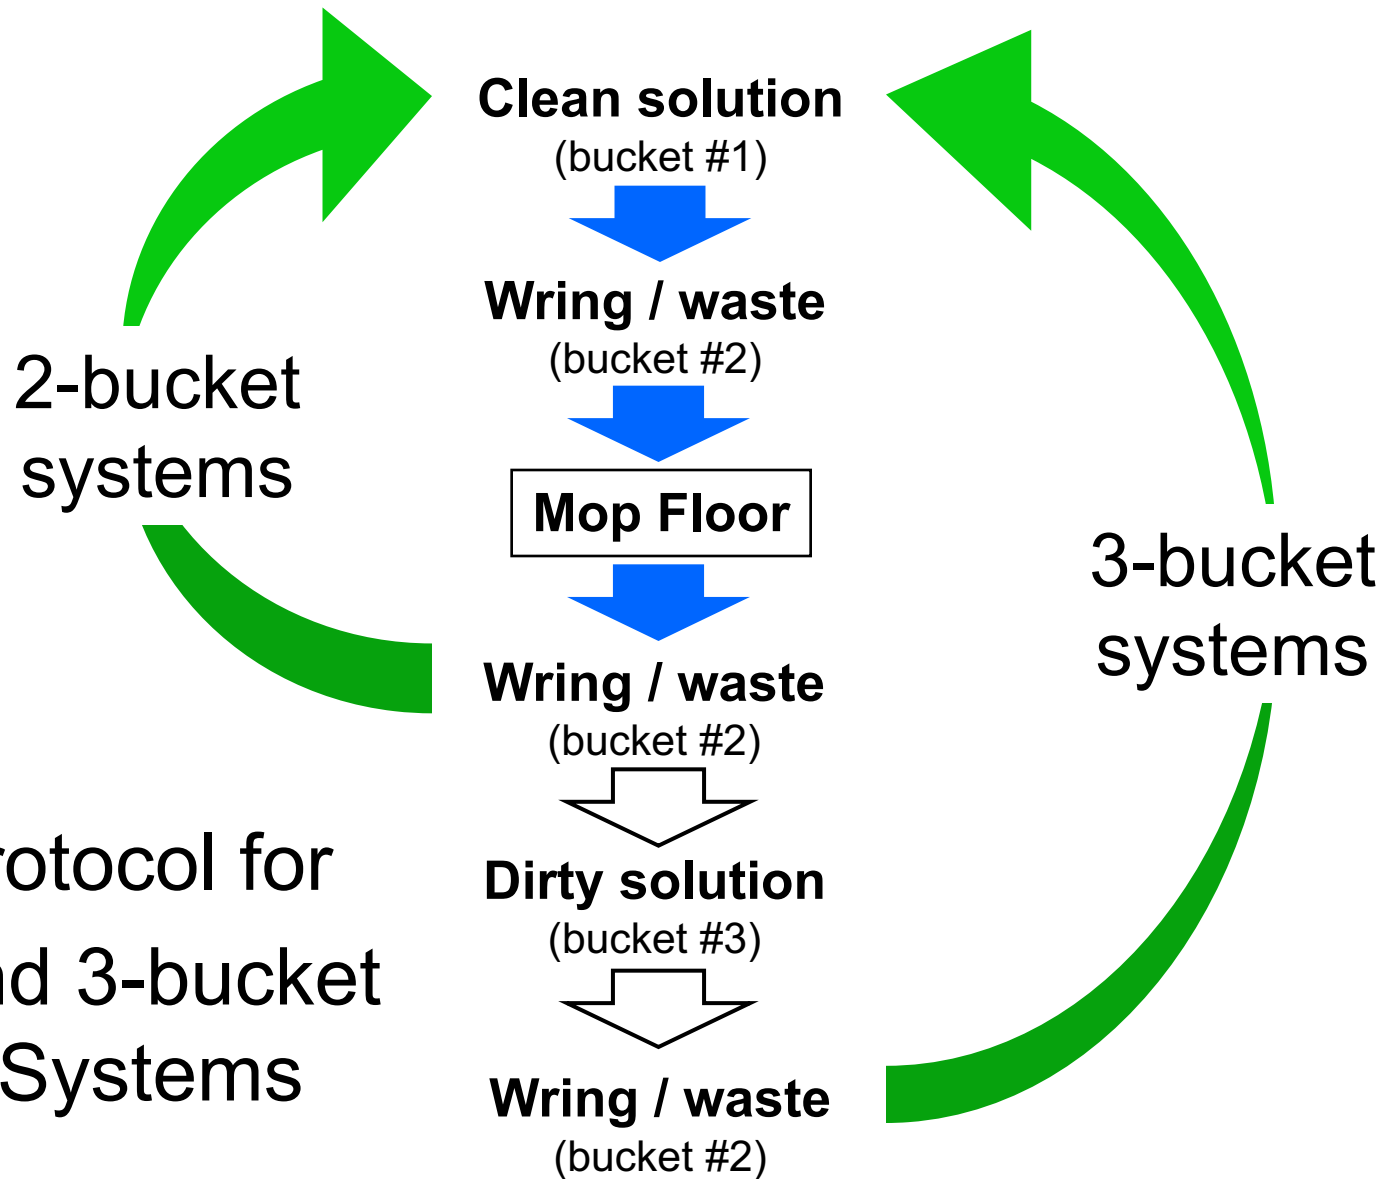 Clean solution
(bucket #1)
Wring / waste
(bucket #2)
Mop Floor
Wring / waste
(bucket #2)
Dirty solution
(bucket #3)
Wring / waste
(bucket #2)
2-bucket
systems
3-bucket
systems
rotocol for
nd 3-bucket
Systems